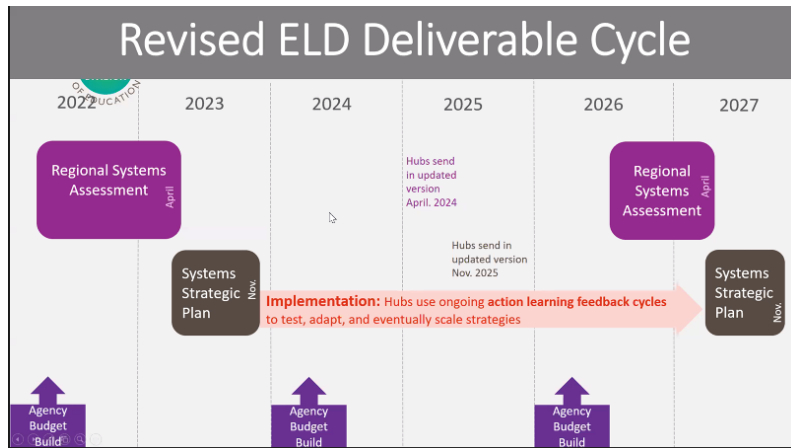 Revised ELD Deliverable Cycle
OF EDUCATION
2022
2023
2024
2025
2026
2027
Regional Systems
Assessment
April
Hubs send
in updated
version
April. 2024
Regional
Systems
Assessment
April
Hubs send in
updated version
Nov. 2025
Systems
Strategic
Plan
Nov.
Implementation: Hubs use ongoing action learning feedback cycles
to test, adapt, and eventually scale strategies
Systems
Strategic
Plan
Nov.
Agency
Budget
Build
Agency
Budget
Build
Agency
Budget
Build